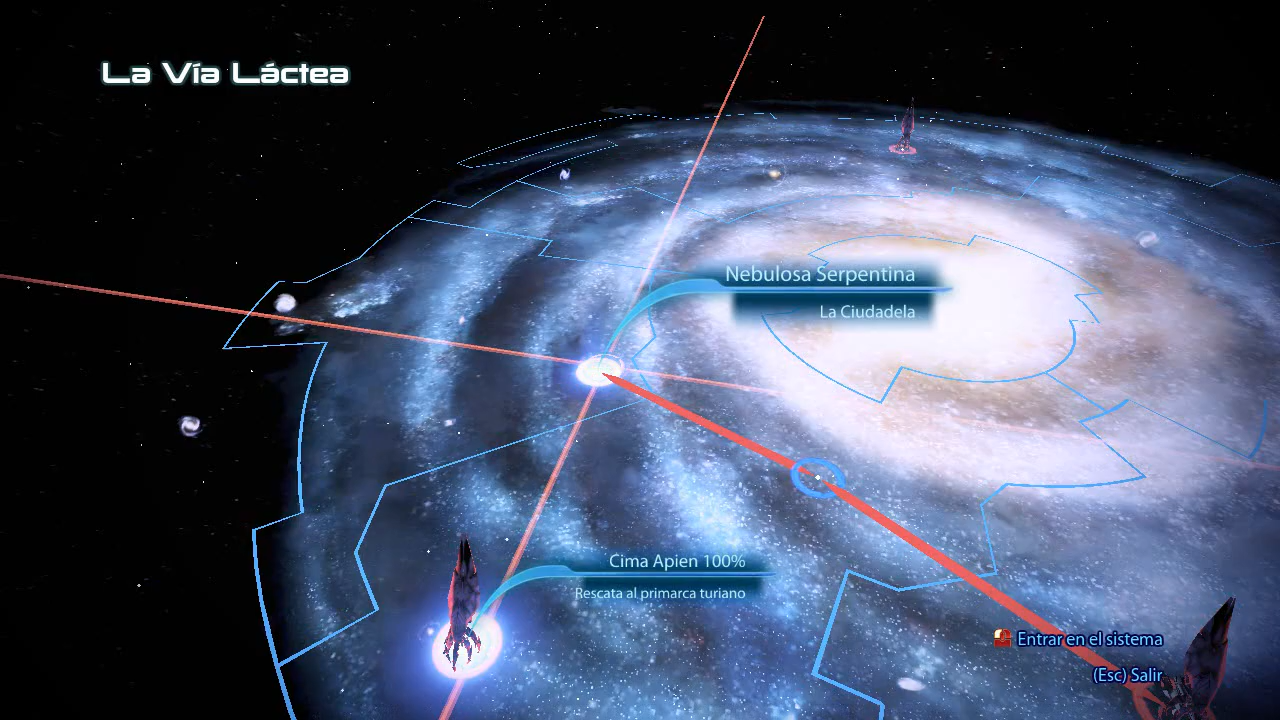 La Vía Láctea
Nebulosa Serpentina
La Ciudadela
Cima Apien 100%
Rescata al primarca turiano
Entrar en el sistema
(Esc) Salir